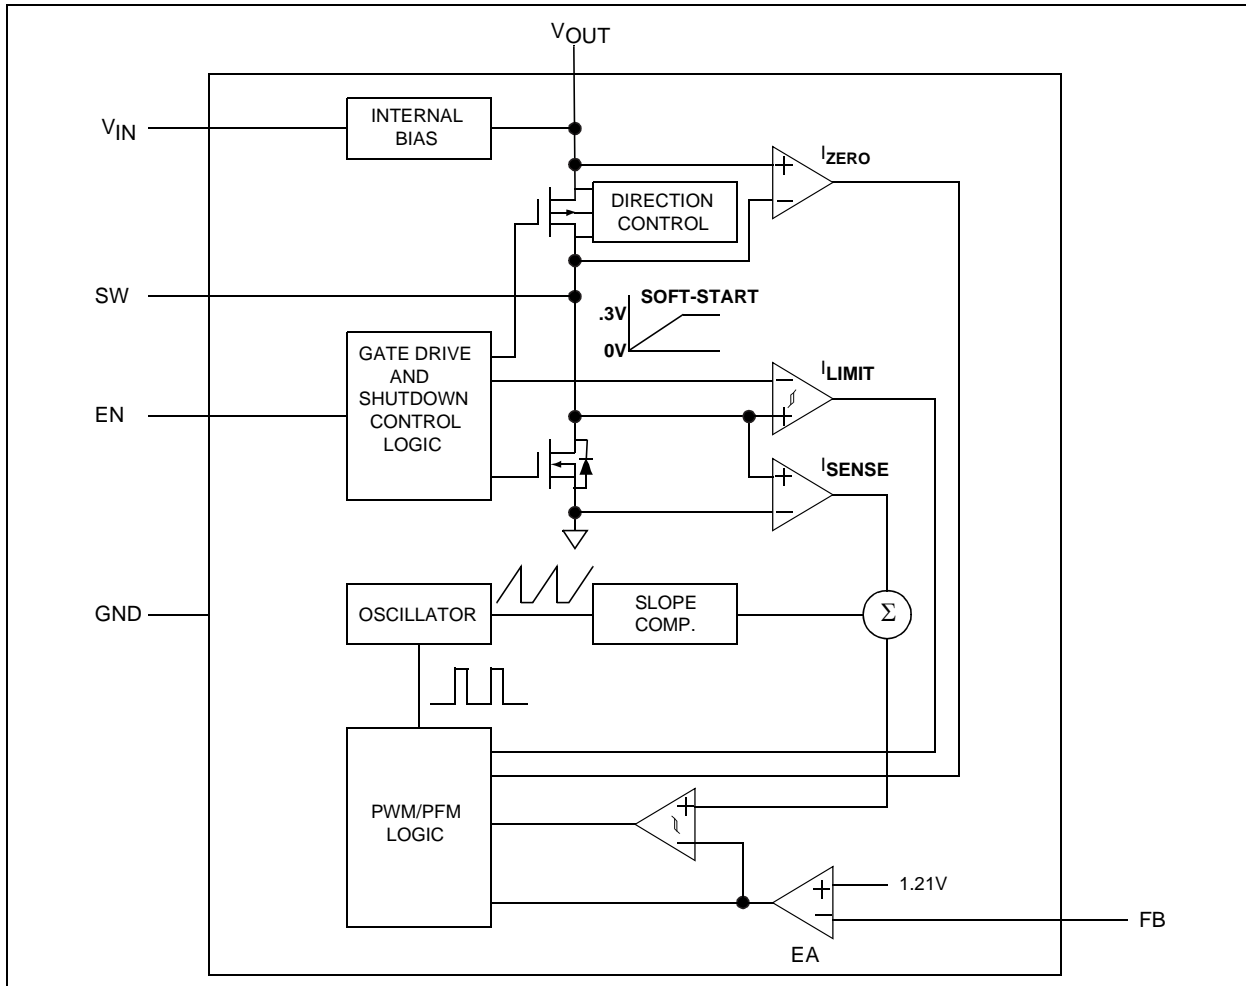 VOUT
VIN
INTERNAL
BIAS
IZERO
+
−
DIRECTION
CONTROL
SW
SOFT-START
.3V
0V
GATE DRIVE
AND
SHUTDOWN
CONTROL
LOGIC
EN
ILIMIT
−
+
ISENSE
+
−
GND
OSCILLATOR
SLOPE
COMP.
Σ
PWM/PFM
LOGIC
+
−
1.21V
+
−
FB
EA